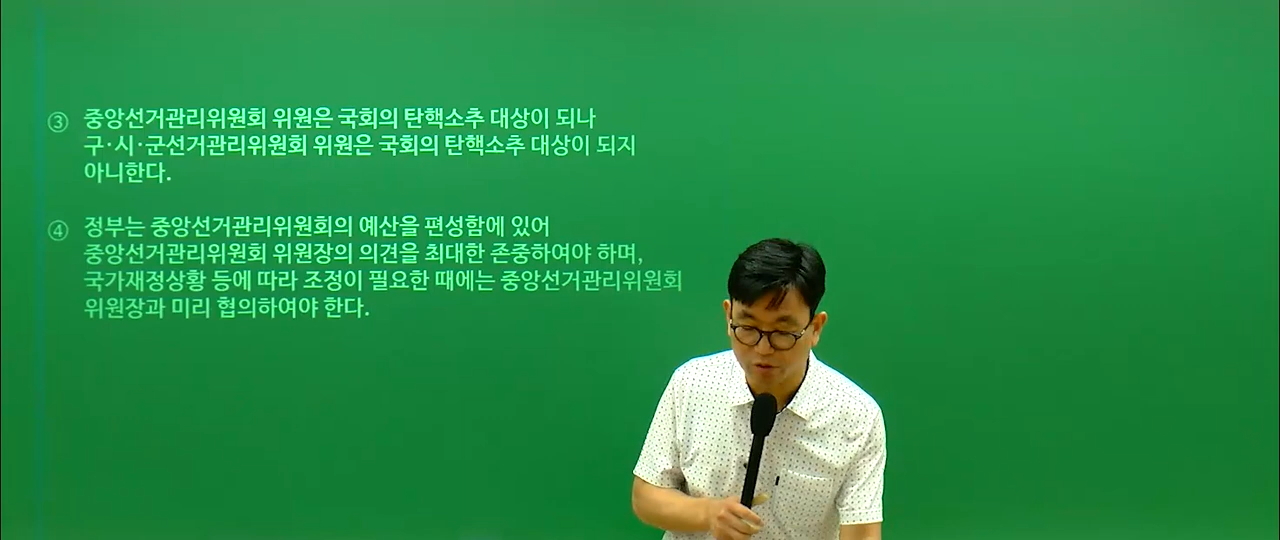 ③ 중앙선거관리위원회 위원은 국회의 탄핵소추 대상이 되나
구·시·군선거관리위원회 위원은 국회의 탄핵소추 대상이 되지
아니한다.
④ 정부는 중앙선거관리위원회의 예산을 편성함에 있어
중앙선거관리위원회 위원장의 의견을 최대한 존중하여야 하며,
국가재정상황 등에 따라 조정이 필요한 때에는 중앙선거관리위원회
위원장과 미리 협의하여야 한다.